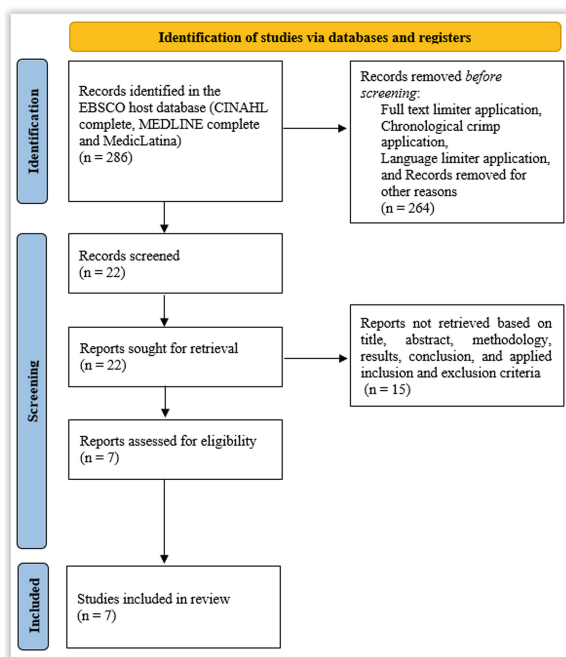 Identification of studies via databases and registers
Identification
Records identified in the
EBSCO host database (CINAHL
complete, MEDLINE complete
and MedicLatina)
(n = 286)
Records removed before
screening:
Full text limiter application,
Chronological crimp
application,
Language limiter application,
and Records removed for
other reasons
(n = 264)
Screening
Records screened
(n = 22)
Reports sought for retrieval
(n = 22)
Reports not retrieved based on
title, abstract, methodology,
results, conclusion, and applied
inclusion and exclusion criteria
(n = 15)
Reports assessed for eligibility
(n = 7)
Included
Studies included in review
(n = 7)